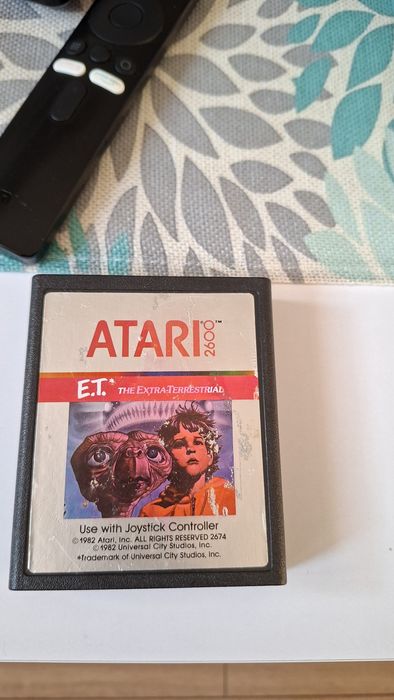 ATARI® 2600™
E.T.* THE EXTRA-TERRESTRIAL
Use with Joystick Controller
©1982 Atari, Inc. ALL RIGHTS RESERVED 2674
©1982 Universal City Studios, Inc.
*Trademark of Universal City Studios, Inc.